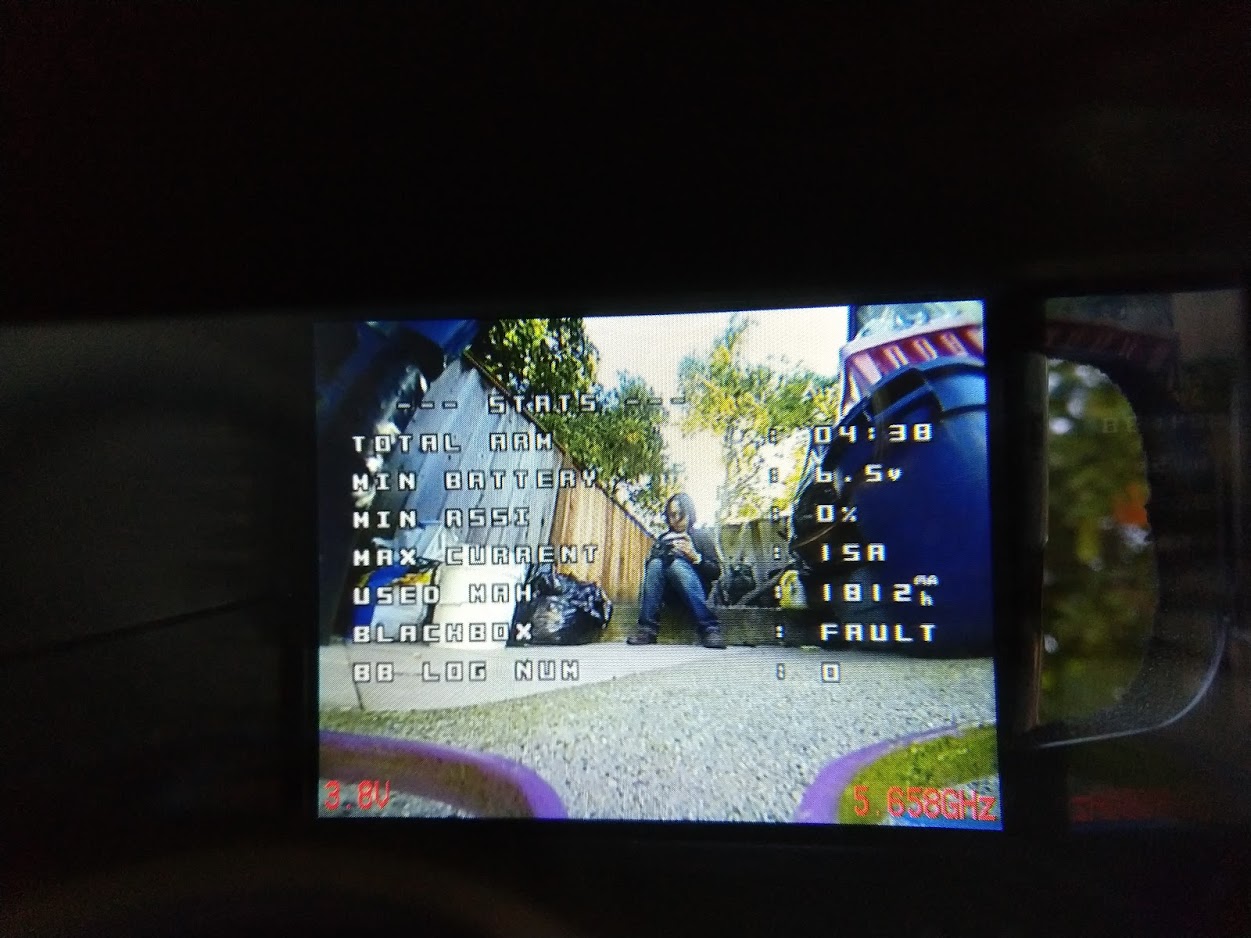 --- STATS ---
TOTAL ARM : 04:38
MIN BATTERY : 6.5v
MIN RSSI : 0%
MAX CURRENT : 15A
USED MAH : 1812mAh
BLACKBOX : FAULT
BB LOG NUM : 0
3.8V 5.658GHz